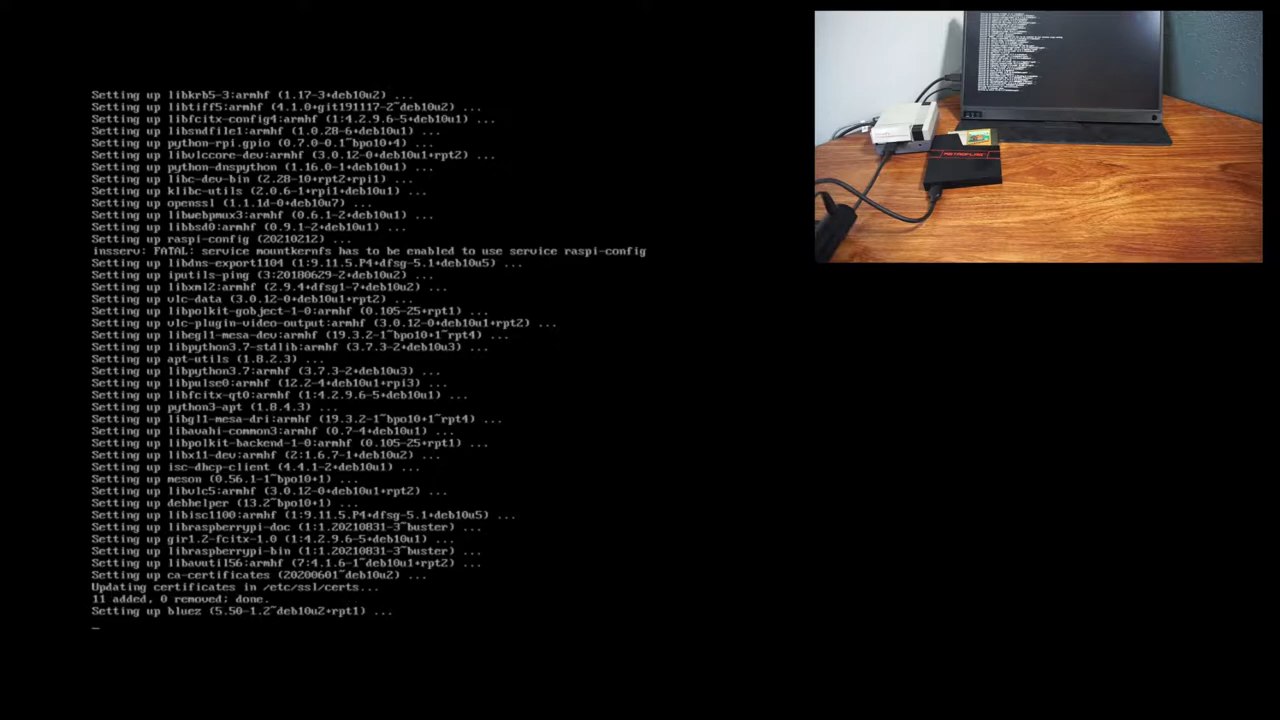 Setting up libkrb5-3:armhf (1.17-3+deb10u2) ...
Setting up libtiff5:armhf (4.1.0+git191117-2~deb10u2) ...
Setting up libfcitx-config4:armhf (1:4.2.9.6-5+deb10u1) ...
Setting up libsndfile1:armhf (1.0.28-6+deb10u1) ...
Setting up python-rpi.gpio (0.7.0-0.1~bpo10+4) ...
Setting up libvlccore-dev:armhf (3.0.12-0+deb10u1+rpt2) ...
Setting up python-dnspython (1.16.0-1+deb10u1) ...
Setting up libc-dev-bin (2.28-10+rpt2+rpi1) ...
Setting up klibc-utils (2.0.6-1+rpi1+deb10u1) ...
Setting up openssl (1.1.1d-0+deb10u7) ...
Setting up libwebpmux3:armhf (0.6.1-2+deb10u1) ...
Setting up libbsd0:armhf (0.9.1-2+deb10u1) ...
Setting up raspi-config (20210212) ...
insserv: FATAL: service mountkernfs has to be enabled to use service raspi-config
Setting up libdns-export1104 (1:9.11.5.P4+dfsg-5.1+deb10u5) ...
Setting up iputils-ping (3:20180629-2+deb10u2) ...
Setting up libxml2:armhf (2.9.4+dfsg1-7+deb10u2) ...
Setting up vlc-data (3.0.12-0+deb10u1+rpt2) ...
Setting up libpolkit-gobject-1-0:armhf (0.105-25+rpt1) ...
Setting up vlc-plugin-video-output:armhf (3.0.12-0+deb10u1+rpt2) ...
Setting up libegl1-mesa-dev:armhf (19.3.2-1~bpo10+1~rpt4) ...
Setting up libpython3.7-stdlib:armhf (3.7.3-2+deb10u3) ...
Setting up apt-utils (1.8.2.3) ...
Setting up libpython3.7:armhf (3.7.3-2+deb10u3) ...
Setting up libpulse0:armhf (12.2-4+deb10u1+rpi3) ...
Setting up libfcitx-qt0:armhf (1:4.2.9.6-5+deb10u1) ...
Setting up python3-apt (1.8.4.3) ...
Setting up libgl1-mesa-dri:armhf (19.3.2-1~bpo10+1~rpt4) ...
Setting up libavahi-common3:armhf (0.7-4+deb10u1) ...
Setting up libpolkit-backend-1-0:armhf (0.105-25+rpt1) ...
Setting up libx11-dev:armhf (2:1.6.7-1+deb10u2) ...
Setting up isc-dhcp-client (4.4.1-2+deb10u1) ...
Setting up meson (0.56.1-1~bpo10+1) ...
Setting up libvlc5:armhf (3.0.12-0+deb10u1+rpt2) ...
Setting up debhelper (13.2~bpo10+1) ...
Setting up libisc1100:armhf (1:9.11.5.P4+dfsg-5.1+deb10u5) ...
Setting up libraspberrypi-doc (1:1.20210831-3~buster) ...
Setting up gir1.2-fcitx-1.0 (1:4.2.9.6-5+deb10u1) ...
Setting up libraspberrypi-bin (1:1.20210831-3~buster) ...
Setting up libavutil56:armhf (7:4.1.6-1~deb10u1+rpt2) ...
Setting up ca-certificates (20200601~deb10u2) ...
Updating certificates in /etc/ssl/certs...
11 added, 0 removed; done.
Setting up bluez (5.50-1.2~deb10u2+rpt1) ...
RETROFLAG